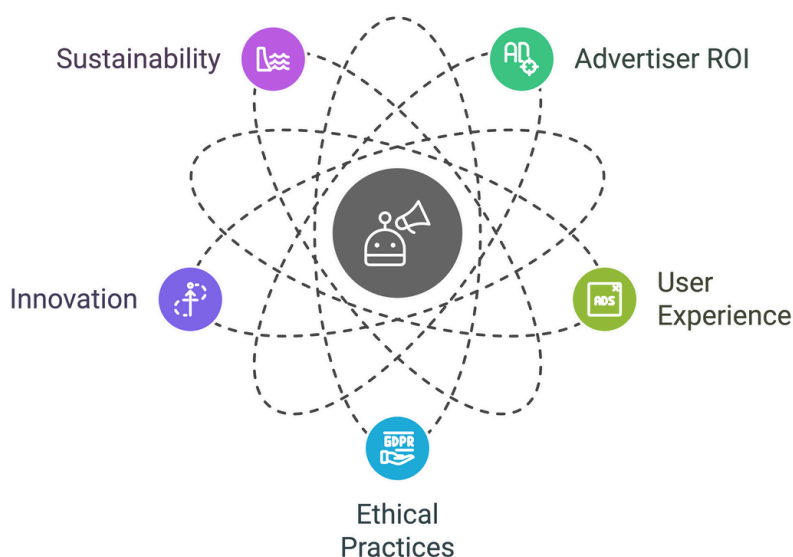 Sustainability
AD
Advertiser ROI
Innovation
ADS
User
Experience
GDPR
Ethical
Practices